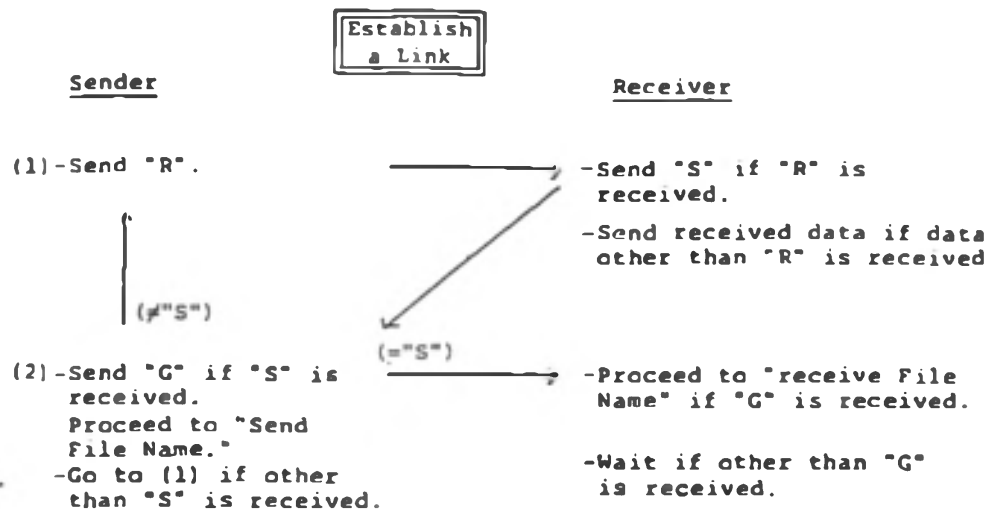 Establish
a Link
Sender
Receiver
(1)-Send "R".
-Send "S" if "R" is
received.
-Send received data if data
other than "R" is received
(≠"S")
(="S")
(2)-Send "G" if "S" is
received.
Proceed to "Send
File Name."
-Go to (1) if other
than "S" is received.
-Proceed to "receive File
Name" if "G" is received.
-Wait if other than "G"
is received.